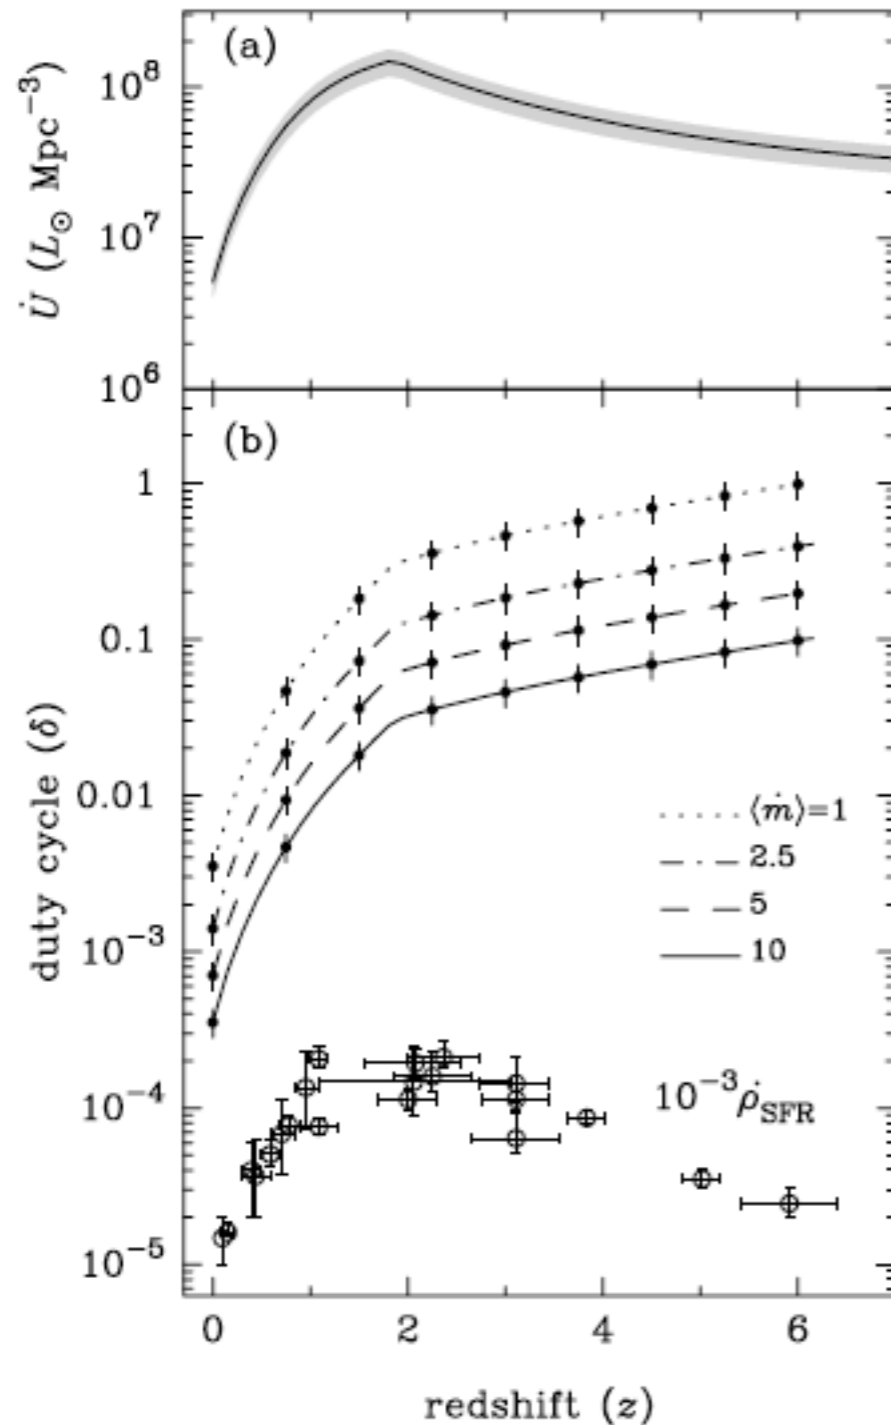 (a)
10⁸
10⁷
10⁶
U̇ (L⊙ Mpc⁻³)
(b)
1
0.1
0.01
10⁻³
10⁻⁴
10⁻⁵
duty cycle (δ)
⟨ṁ⟩=1
2.5
5
10
10⁻³ρ̇SFR
0 2 4 6
redshift (z)